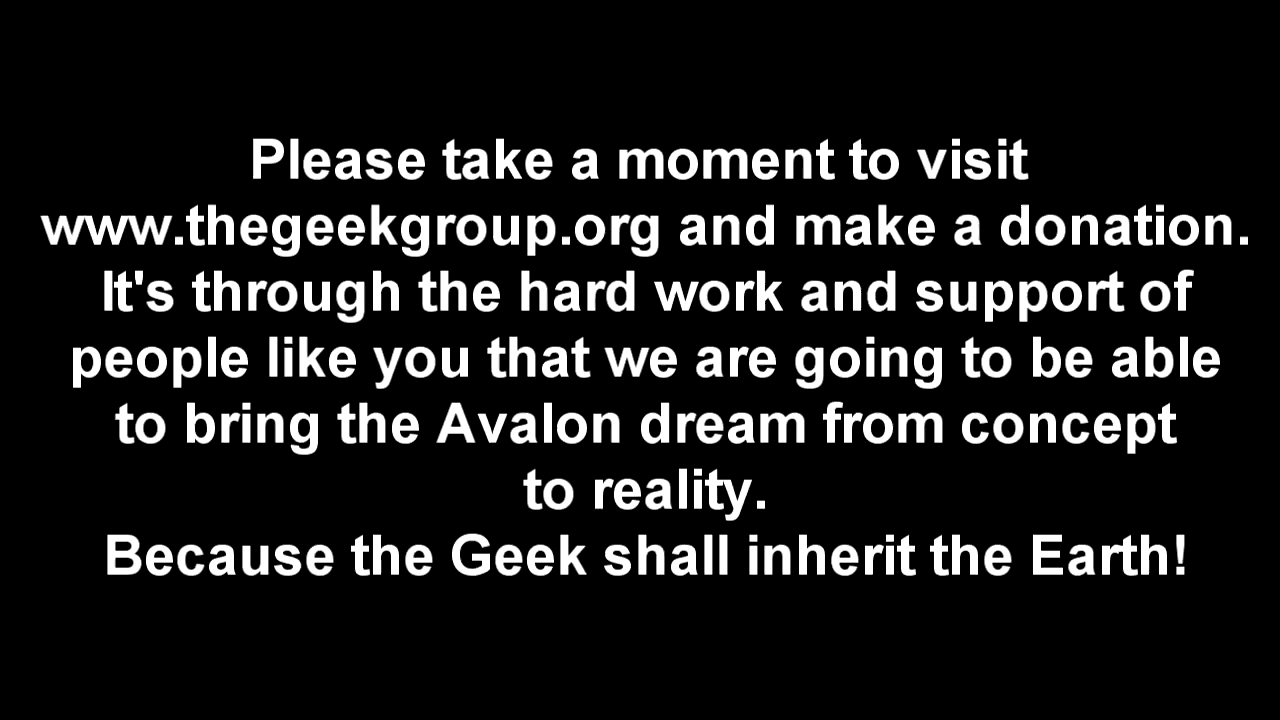 Please take a moment to visit
www.thegeekgroup.org and make a donation.
It's through the hard work and support of
people like you that we are going to be able
to bring the Avalon dream from concept
to reality.
Because the Geek shall inherit the Earth!